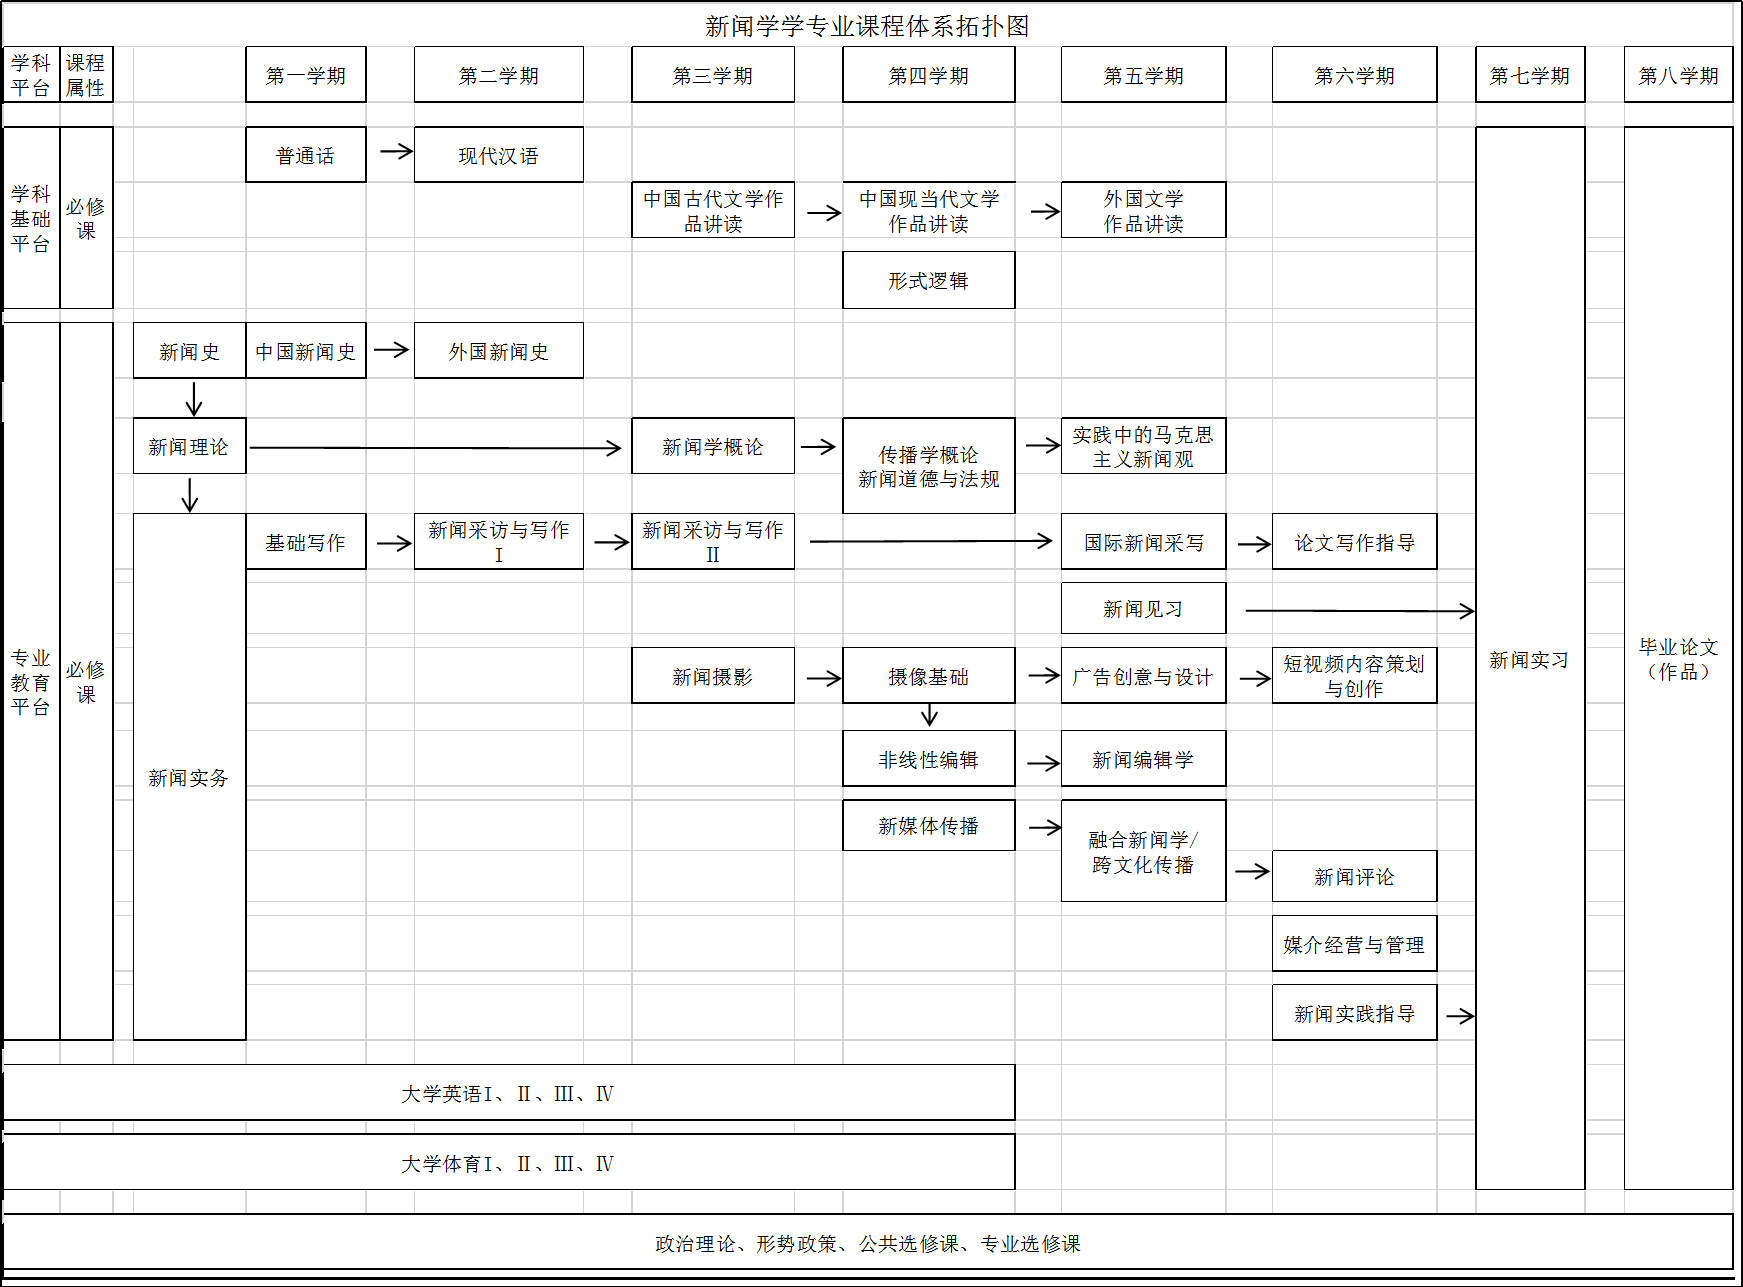 新闻学学专业课程体系拓扑图
学科
平台
课程
属性
第一学期
第二学期
第三学期
第四学期
第五学期
第六学期
第七学期
第八学期
学科
基础
平台
必修
课
普通话
现代汉语
中国古代文学作
品讲读
中国现当代文学
作品讲读
外国文学
作品讲读
形式逻辑
专业
教育
平台
必修
课
新闻史
中国新闻史
外国新闻史
新闻理论
新闻学概论
传播学概论
新闻道德与法规
实践中的马克思
主义新闻观
新闻实务
基础写作
新闻采访与写作
Ⅰ
新闻采访与写作
Ⅱ
国际新闻采写
论文写作指导
新闻见习
新闻摄影
摄像基础
广告创意与设计
短视频内容策划
与创作
非线性编辑
新闻编辑学
新媒体传播
融合新闻学/
跨文化传播
新闻评论
媒介经营与管理
新闻实践指导
新闻实习
毕业论文
（作品）
大学英语Ⅰ、Ⅱ、Ⅲ、Ⅳ
大学体育Ⅰ、Ⅱ、Ⅲ、Ⅳ
政治理论、形势政策、公共选修课、专业选修课